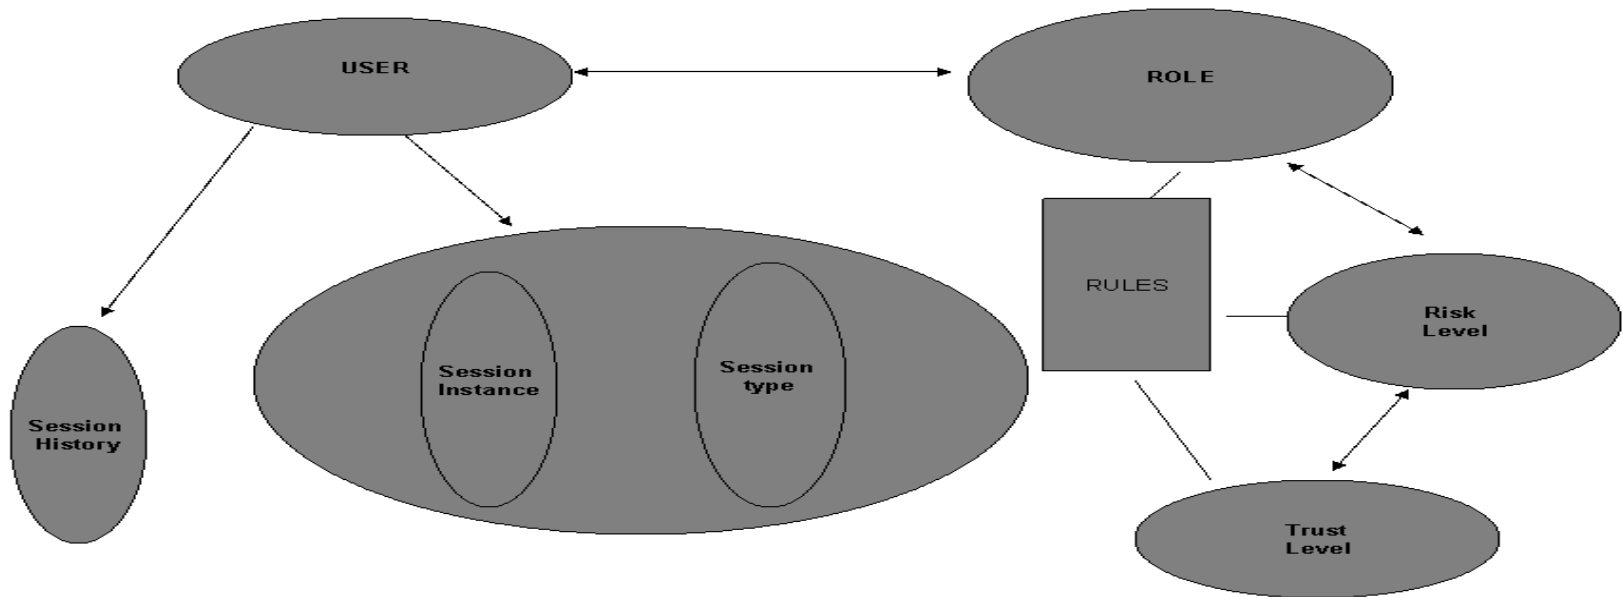 USER
ROLE
RULES
Risk
Level
Session
Instance
Session
type
Session
History
Trust
Level